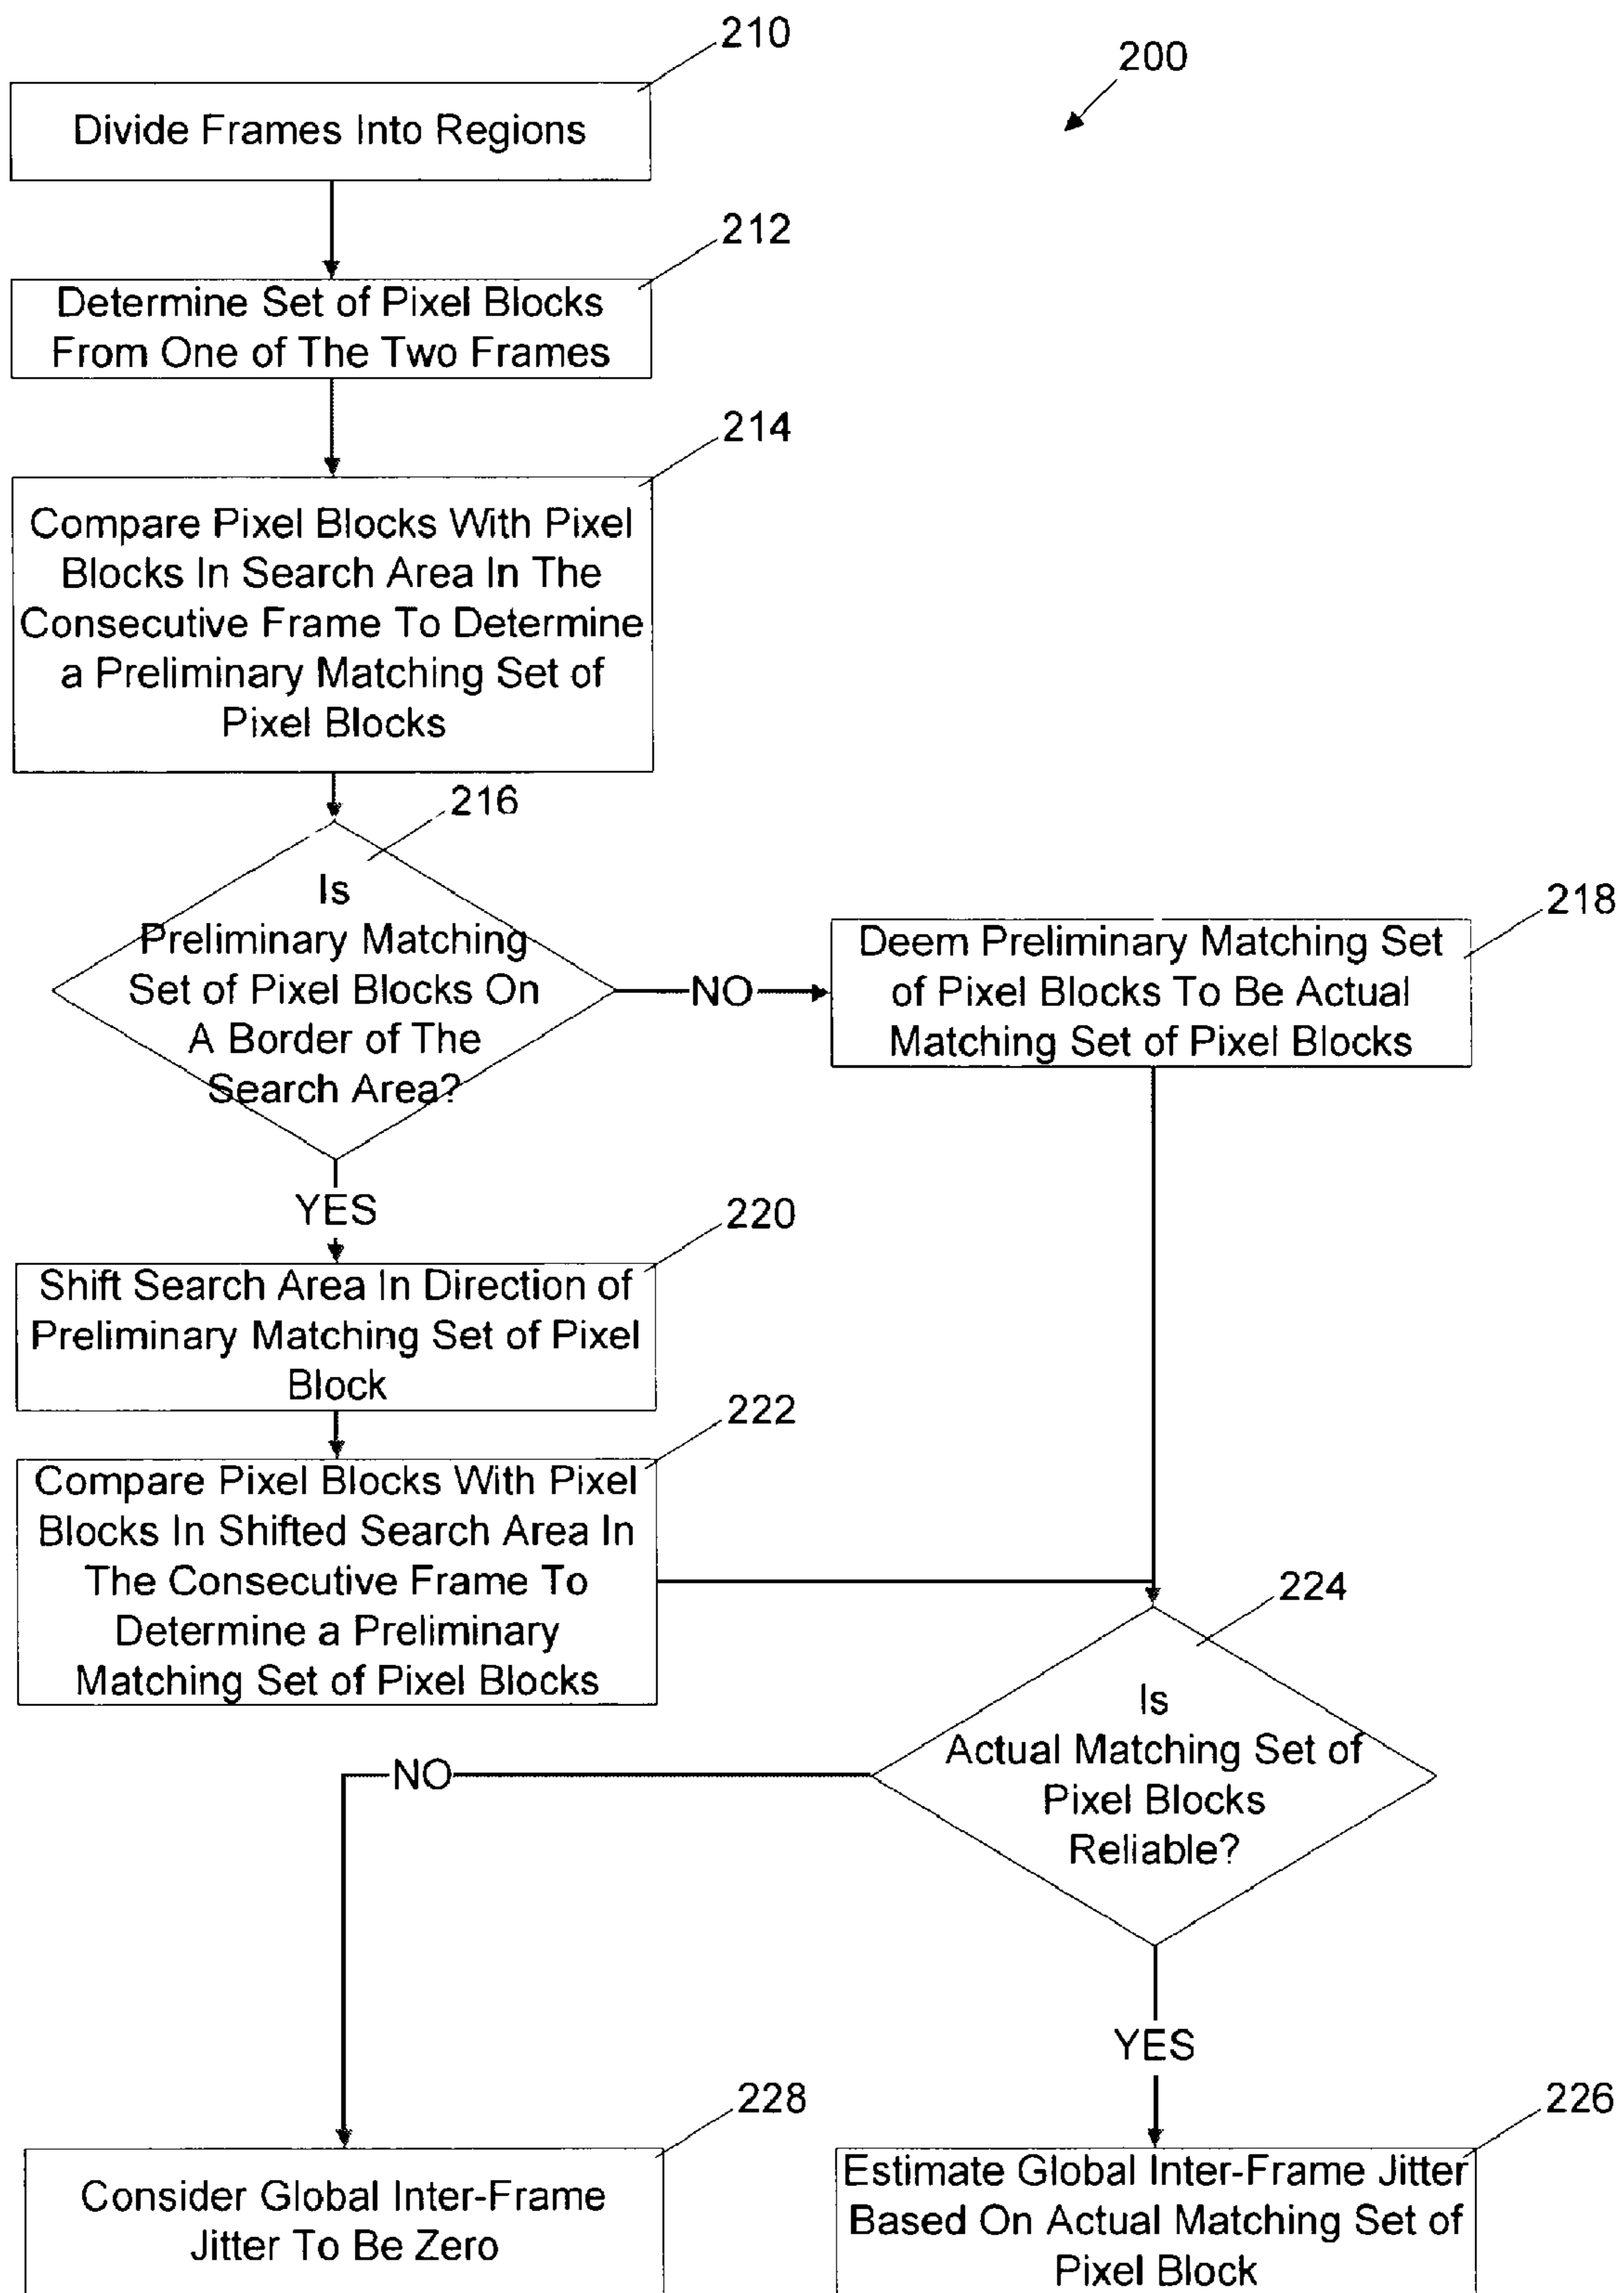 210
200
Divide Frames Into Regions
212
Determine Set of Pixel Blocks
From One of The Two Frames
214
Compare Pixel Blocks With Pixel
Blocks In Search Area In The
Consecutive Frame To Determine
a Preliminary Matching Set of
Pixel Blocks
216
Is
Preliminary Matching
Set of Pixel Blocks On
A Border of The
Search Area?
NO
218
Deem Preliminary Matching Set
of Pixel Blocks To Be Actual
Matching Set of Pixel Blocks
YES
220
Shift Search Area In Direction of
Preliminary Matching Set of Pixel
Block
222
Compare Pixel Blocks With Pixel
Blocks In Shifted Search Area In
The Consecutive Frame To
Determine a Preliminary
Matching Set of Pixel Blocks
224
Is
Actual Matching Set of
Pixel Blocks
Reliable?
NO
YES
228
Consider Global Inter-Frame
Jitter To Be Zero
226
Estimate Global Inter-Frame Jitter
Based On Actual Matching Set of
Pixel Block